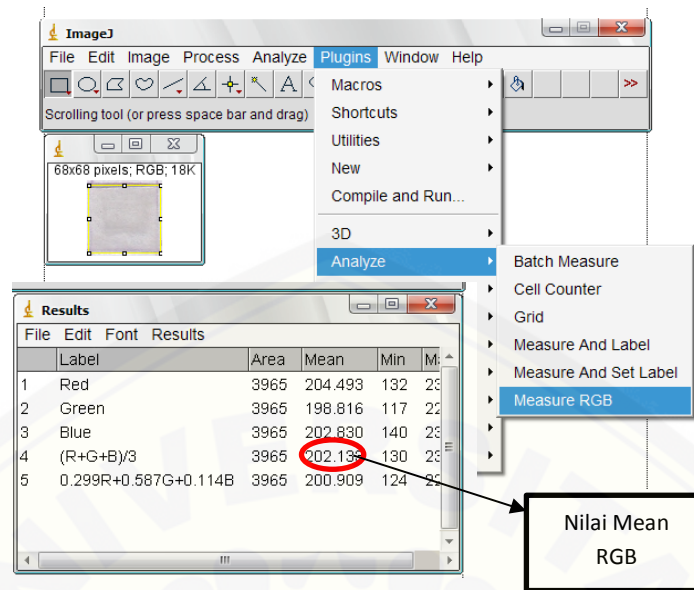 ImageJ
File Edit Image Process Analyze Plugins Window Help
Scrolling tool (or press space bar and drag)
Macros
Shortcuts
Utilities
New
Compile and Run...
3D
Analyze
Batch Measure
Cell Counter
Grid
Measure And Label
Measure And Set Label
Measure RGB
68x68 pixels; RGB; 18K
Results
File Edit Font Results
Label Area Mean Min
1 Red 3965 204.493 132
2 Green 3965 198.816 117
3 Blue 3965 202.830 140
4 (R+G+B)/3 3965 130
5 0.299R+0.587G+0.114B 3965 200.909 124
Nilai Mean
RGB